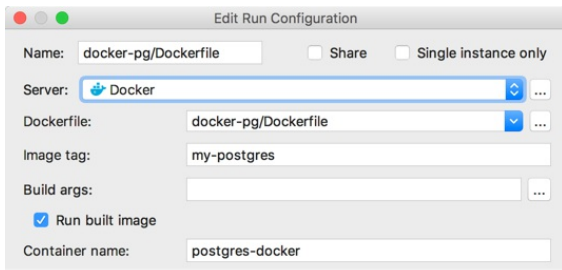 Edit Run Configuration
Name: docker-pg/Dockerfile Share Single instance only
Server: Docker ...
Dockerfile: docker-pg/Dockerfile ...
Image tag: my-postgres
Build args: ...
Run built image
Container name: postgres-docker